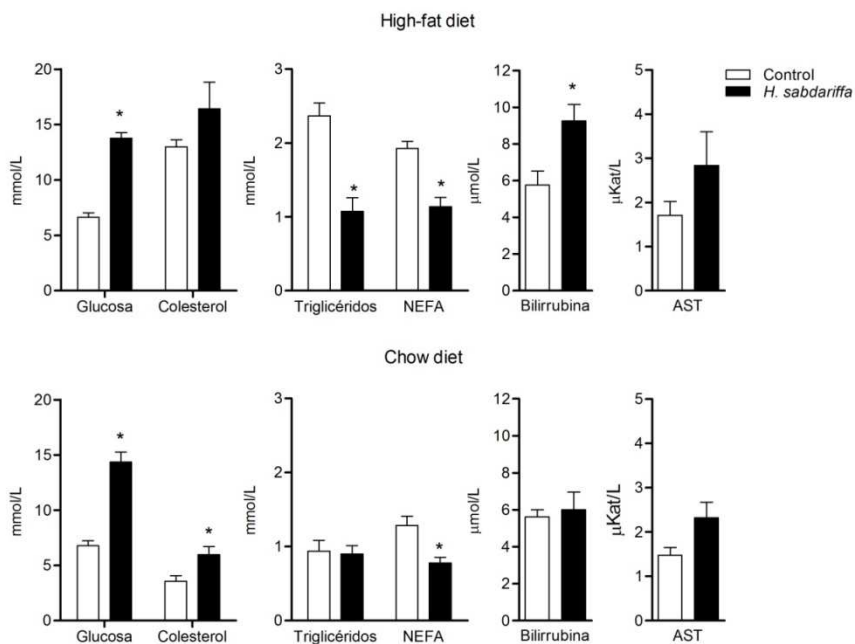 High-fat diet
Control
H. sabdariffa
20
15
10
5
0
mmol/L
*
Glucosa
Colesterol
3
2
1
0
mmol/L
*
*
Triglicéridos
NEFA
12
10
8
6
4
2
0
µmol/L
*
Bilirrubina
5
4
3
2
1
0
µKat/L
AST
Chow diet
20
15
10
5
0
mmol/L
*
*
Glucosa
Colesterol
3
2
1
0
mmol/L
*
Triglicéridos
NEFA
12
10
8
6
4
2
0
µmol/L
Bilirrubina
5
4
3
2
1
0
µKat/L
AST